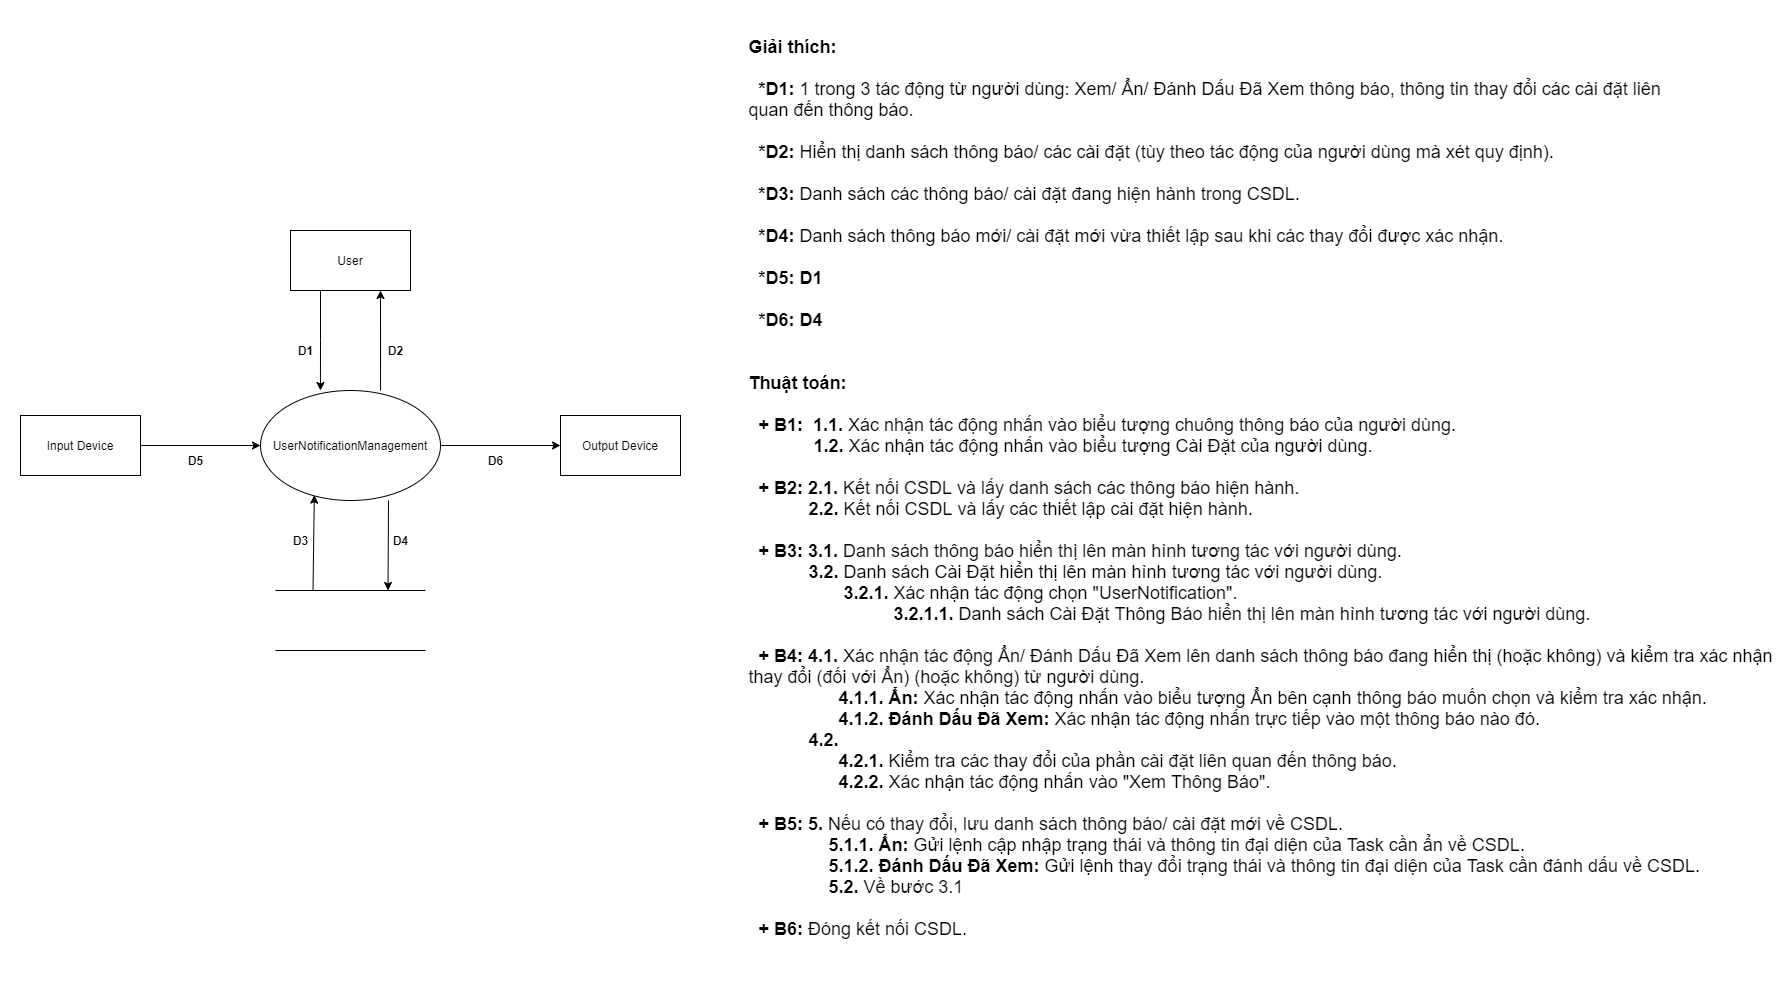 User
D1
D2
Input Device
D5
UserNotificationManagement
D6
Output Device
D3
D4
Giải thích:
*D1: 1 trong 3 tác động từ người dùng: Xem/ Ẩn/ Đánh Dấu Đã Xem thông báo, thông tin thay đổi các cài đặt liên
quan đến thông báo.
*D2: Hiển thị danh sách thông báo/ các cài đặt (tùy theo tác động của người dùng mà xét quy định).
*D3: Danh sách các thông báo/ cài đặt đang hiện hành trong CSDL.
*D4: Danh sách thông báo mới/ cài đặt mới vừa thiết lập sau khi các thay đổi được xác nhận.
*D5: D1
*D6: D4
Thuật toán:
+ B1: 1.1. Xác nhận tác động nhấn vào biểu tượng chuông thông báo của người dùng.
1.2. Xác nhận tác động nhấn vào biểu tượng Cài Đặt của người dùng.
+ B2: 2.1. Kết nối CSDL và lấy danh sách các thông báo hiện hành.
2.2. Kết nối CSDL và lấy các thiết lập cài đặt hiện hành.
+ B3: 3.1. Danh sách thông báo hiển thị lên màn hình tương tác với người dùng.
3.2. Danh sách Cài Đặt hiển thị lên màn hình tương tác với người dùng.
3.2.1. Xác nhận tác động chọn "UserNotification".
3.2.1.1. Danh sách Cài Đặt Thông Báo hiển thị lên màn hình tương tác với người dùng.
+ B4: 4.1. Xác nhận tác động Ẩn/ Đánh Dấu Đã Xem lên danh sách thông báo đang hiển thị (hoặc không) và kiểm tra xác nhận
thay đổi (đối với Ẩn) (hoặc không) từ người dùng.
4.1.1. Ẩn: Xác nhận tác động nhấn vào biểu tượng Ẩn bên cạnh thông báo muốn chọn và kiểm tra xác nhận.
4.1.2. Đánh Dấu Đã Xem: Xác nhận tác động nhấn trực tiếp vào một thông báo nào đó.
4.2.
4.2.1. Kiểm tra các thay đổi của phần cài đặt liên quan đến thông báo.
4.2.2. Xác nhận tác động nhấn vào "Xem Thông Báo".
+ B5: 5. Nếu có thay đổi, lưu danh sách thông báo/ cài đặt mới về CSDL.
5.1.1. Ẩn: Gửi lệnh cập nhập trạng thái và thông tin đại diện của Task cần ẩn về CSDL.
5.1.2. Đánh Dấu Đã Xem: Gửi lệnh thay đổi trạng thái và thông tin đại diện của Task cần đánh dấu về CSDL.
5.2. Về bước 3.1
+ B6: Đóng kết nối CSDL.